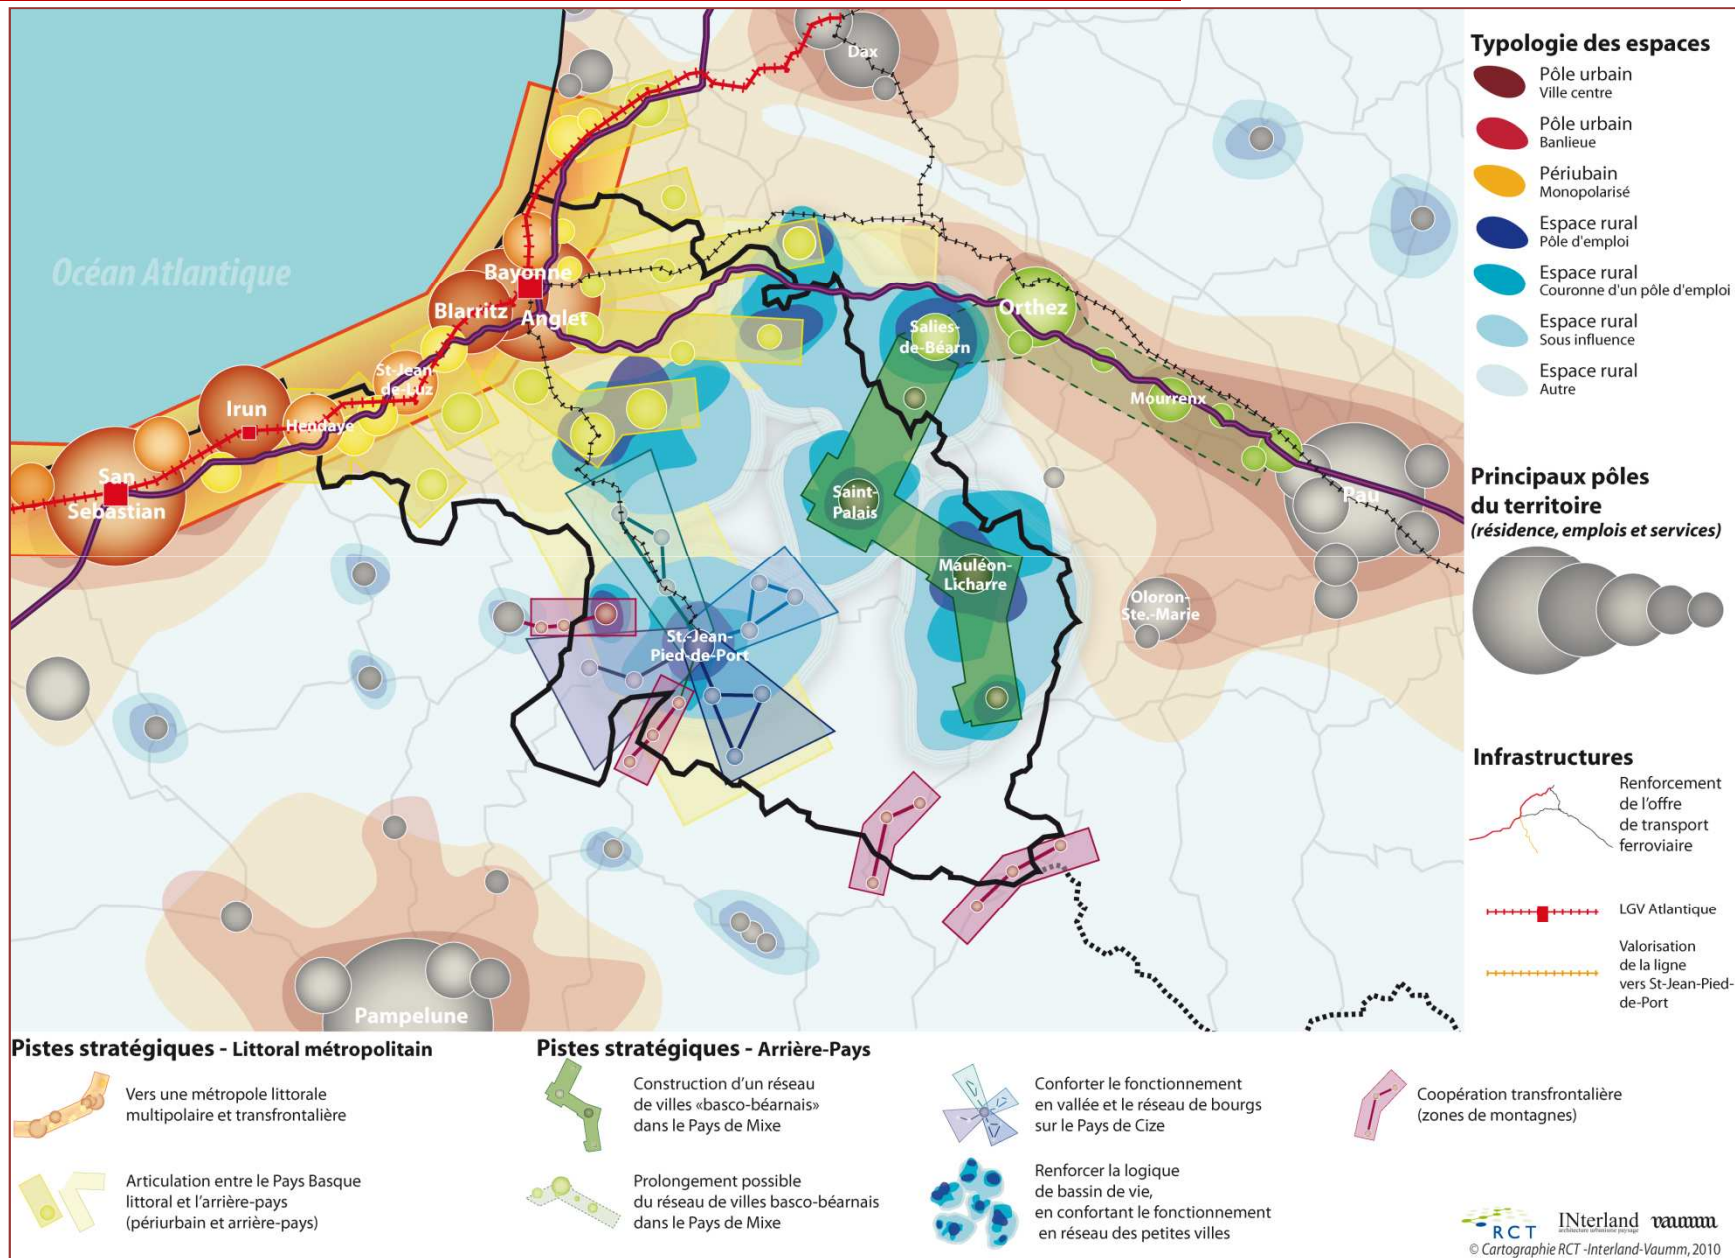 Océan Atlantique
Dax
Bayonne
BIarritz
Anglet
St-Jean-
de-Luz
Irun
Hendaye
San
Sebastian
Salies-
de-Béarn
Orthez
Mourrenx
Pau
Saint-
Palais
Mauléon-
Licharre
Oloron-
Ste.-Marie
St.-Jean-
Pied-de-Port
Pampelune
Typologie des espaces
Pôle urbain
Ville centre
Pôle urbain
Banlieue
Périubain
Monopolarisé
Espace rural
Pôle d'emploi
Espace rural
Couronne d'un pôle d'emploi
Espace rural
Sous influence
Espace rural
Autre
Principaux pôles
du territoire
(résidence, emplois et services)
Infrastructures
Renforcement
de l'offre
de transport
ferroviaire
LGV Atlantique
Valorisation
de la ligne
vers St-Jean-Pied-
de-Port
Pistes stratégiques - Littoral métropolitain
Vers une métropole littorale
multipolaire et transfrontalière
Articulation entre le Pays Basque
littoral et l'arrière-pays
(périurbain et arrière-pays)
Pistes stratégiques - Arrière-Pays
Construction d'un réseau
de villes «basco-béarnais»
dans le Pays de Mixe
Prolongement possible
du réseau de villes basco-béarnais
dans le Pays de Mixe
Conforter le fonctionnement
en vallée et le réseau de bourgs
sur le Pays de Cize
Renforcer la logique
de bassin de vie,
en confortant le fonctionnement
en réseau des petites villes
Coopération transfrontalière
(zones de montagnes)
RCT
INterland
architecture urbanisme paysage
vaumm
© Cartographie RCT -Interland-Vaumm, 2010